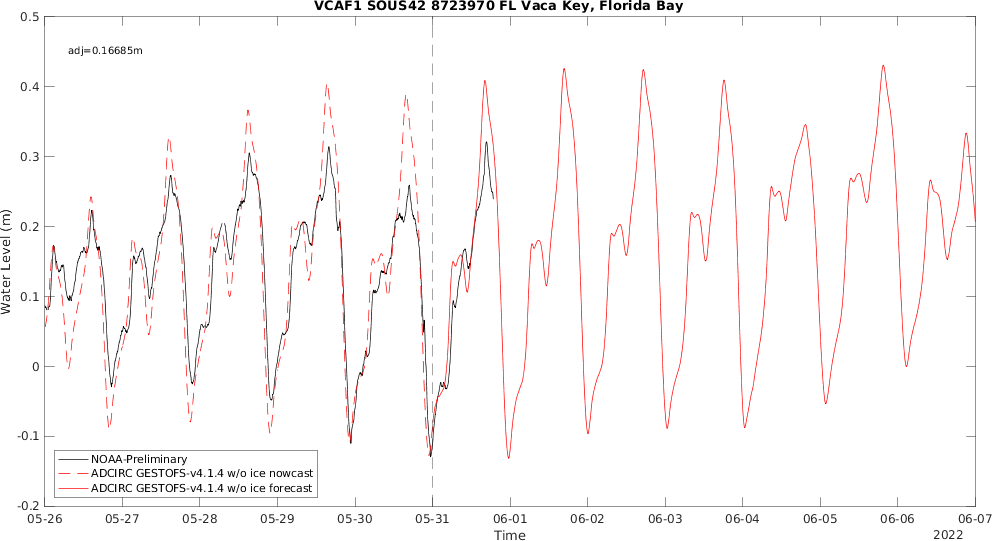 VCAF1 SOUS42 8723970 FL Vaca Key, Florida Bay
adj=0.16685m
0.5
0.4
0.3
0.2
0.1
0
-0.1
-0.2
Water Level (m)
NOAA-Preliminary
ADCIRC GESTOFS-v4.1.4 w/o ice nowcast
ADCIRC GESTOFS-v4.1.4 w/o ice forecast
05-26 05-27 05-28 05-29 05-30 05-31 06-01 06-02 06-03 06-04 06-05 06-06 06-07
Time
2022